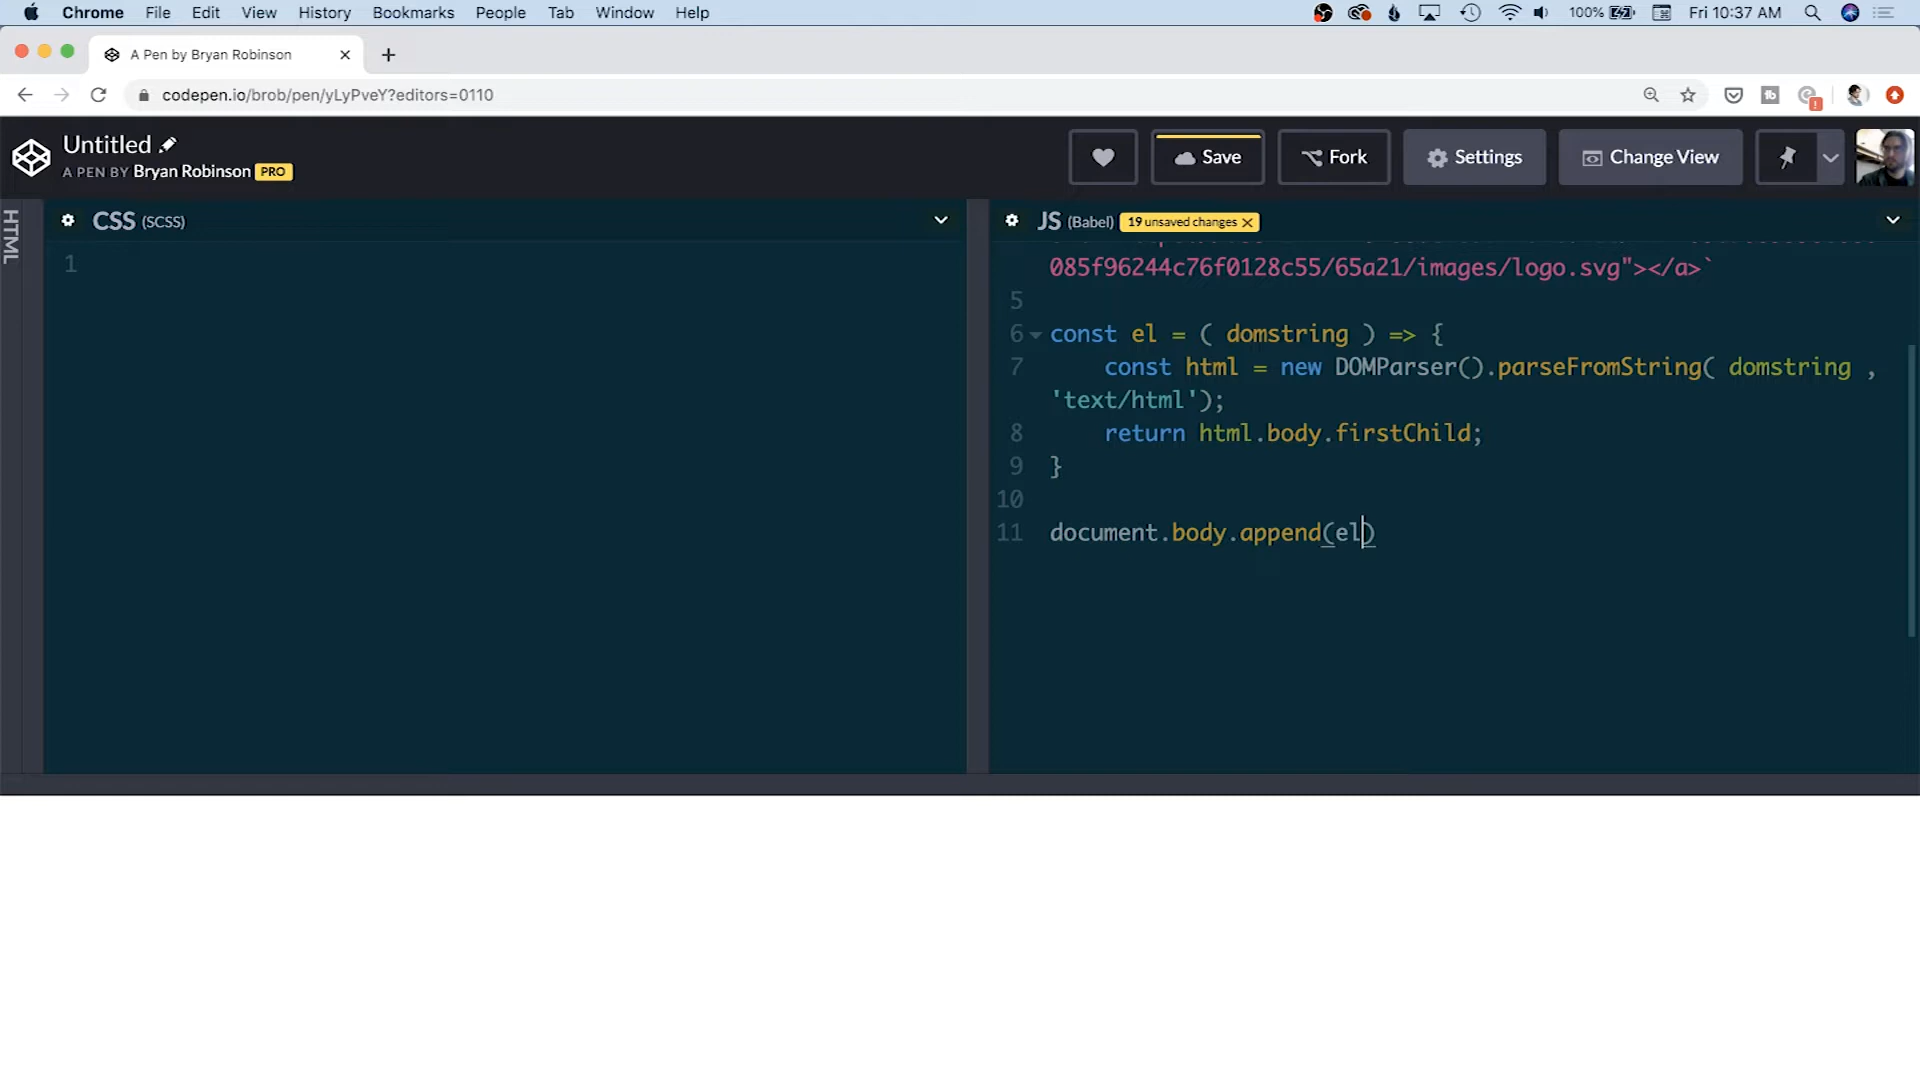 Chrome File Edit View History Bookmarks People Tab Window Help 100% Fri 10:37 AM
A Pen by Bryan Robinson
codepen.io/brob/pen/yLyPveY?editors=0110
Untitled
A PEN BY Bryan Robinson PRO
Save Fork Settings Change View
HTML
CSS (SCSS)
1
JS (Babel) 19 unsaved changes
085f96244c76f0128c55/65a21/images/logo.svg"></a>`
5
6 const el = ( domstring ) => {
7 const html = new DOMParser().parseFromString( domstring ,
'text/html');
8 return html.body.firstChild;
9 }
10
11 document.body.append(el)